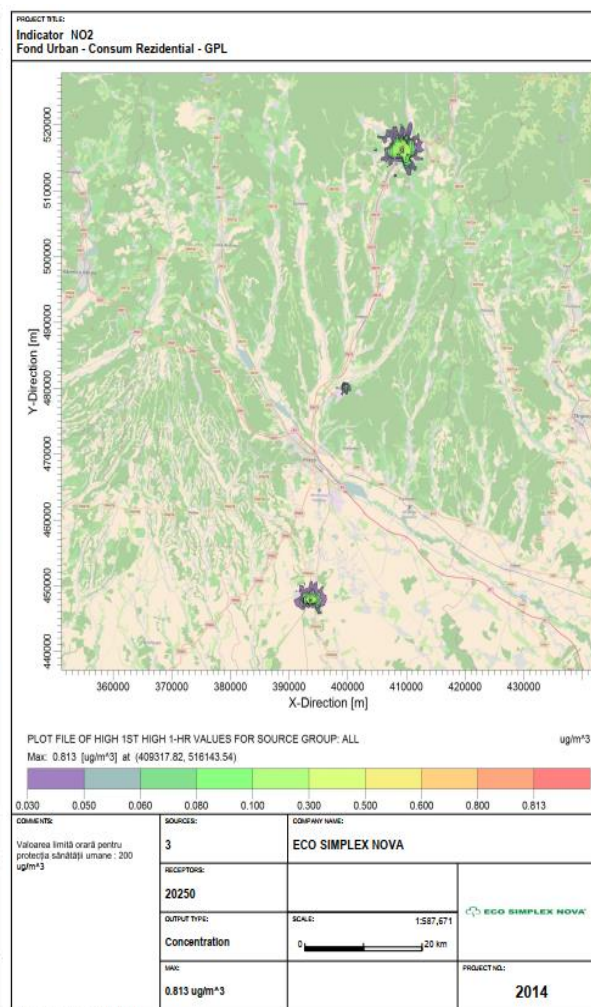 PROJECT TITLE:
Indicator NO2
Fond Urban - Consum Rezidential - GPL
Y-Direction [m]
520000
510000
500000
490000
480000
470000
460000
450000
440000
360000 370000 380000 390000 400000 410000 420000 430000
X-Direction [m]
PLOT FILE OF HIGH 1ST HIGH 1-HR VALUES FOR SOURCE GROUP: ALL
ug/m^3
Max: 0.813 [ug/m^3] at (409317.82, 516143.54)
0.030 0.050 0.060 0.080 0.100 0.300 0.500 0.600 0.800 0.813
COMMENTS:
Valoarea limită orară pentru
protecția sănătății umane : 200
ug/m^3
SOURCES:
3
COMPANY NAME:
ECO SIMPLEX NOVA
RECEPTORS:
20250
OUTPUT TYPE:
Concentration
SCALE:
1:587,671
0 20 km
ECO SIMPLEX NOVA
MAX:
0.813 ug/m^3
PROJECT NO.:
2014